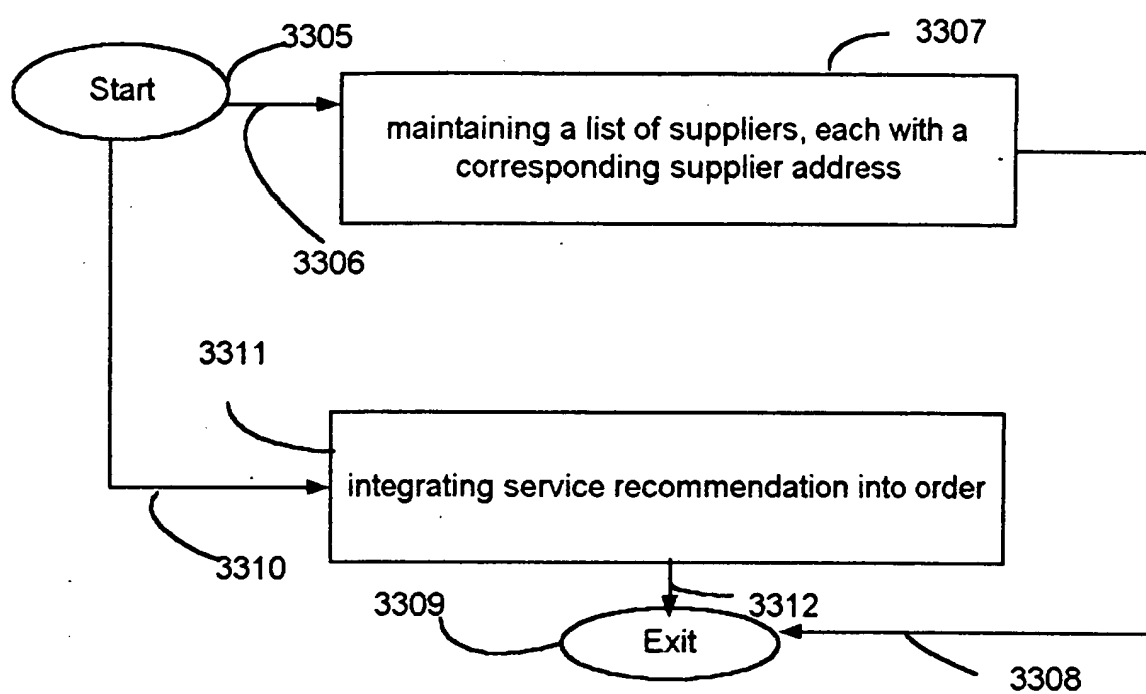 3305
3307
Start
maintaining a list of suppliers, each with a
corresponding supplier address
3306
3311
integrating service recommendation into order
3310
3309
3312
Exit
3308